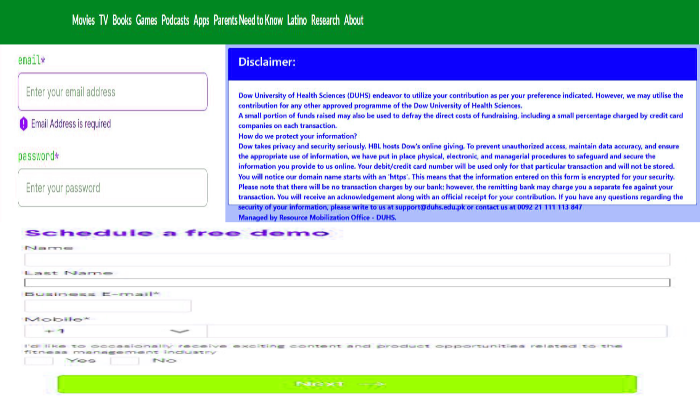 Movies TV Books Games Podcasts Apps Parents Need to Know Latino Research About
email*
Enter your email address
Email Address is required
password*
Enter your password
Disclaimer:
Dow University of Health Sciences (DUHS) endeavor to utilize your contribution as per your preference indicated. However, we may utilise the
contribution for any other approved programme of the Dow University of Health Sciences.
A small portion of funds raised may also be used to defray the direct costs of fundraising, including a small percentage charged by credit card
companies on each transaction.
How do we protect your information?
Dow takes privacy and security seriously. HBL hosts Dow's online giving. To prevent unauthorized access, maintain data accuracy, and ensure
the appropriate use of information, we have put in place physical, electronic, and managerial procedures to safeguard and secure the
information you provide to us online. Your debit/credit card number will be used only for that particular transaction and will not be stored.
You will notice our domain name starts with an 'https'. This means that the information entered on this form is encrypted for your security.
Please note that there will be no transaction charges by our bank; however, the remitting bank may charge you a separate fee against your
transaction. You will receive an acknowledgement along with an official receipt for your contribution. If you have any questions regarding the
security of your information, please write to us at support@duhs.edu.pk or contact us at 0092 21 111 113 847
Managed by Resource Mobilization Office - DUHS.
Schedule a free demo
Name
Last Name
Business E-mail*
Mobile*
+1
I'd like to occasionally receive exciting content and product opportunities related to the
fitness management industry
Yes No
Next →